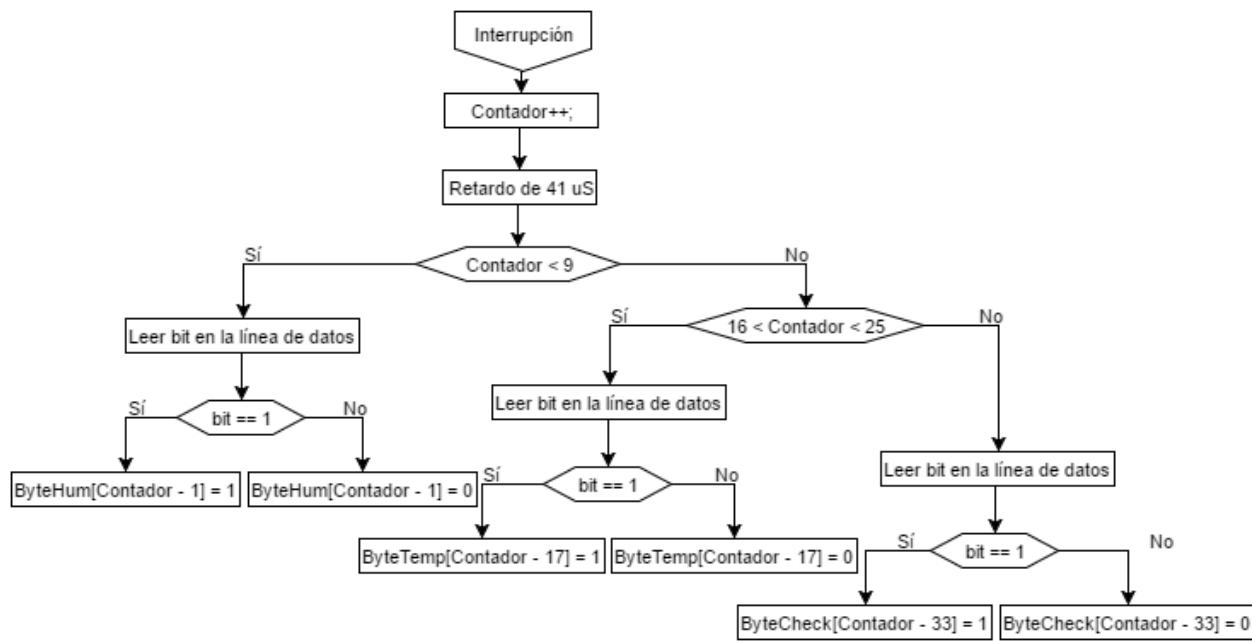 Interrupción
Contador++;
Retardo de 41 uS
Sí
Contador < 9
No
Leer bit en la línea de datos
Sí
16 < Contador < 25
No
Sí
bit == 1
No
Leer bit en la línea de datos
ByteHum[Contador - 1] = 1
ByteHum[Contador - 1] = 0
Sí
bit == 1
No
Leer bit en la línea de datos
ByteTemp[Contador - 17] = 1
ByteTemp[Contador - 17] = 0
Sí
bit == 1
No
ByteCheck[Contador - 33] = 1
ByteCheck[Contador - 33] = 0